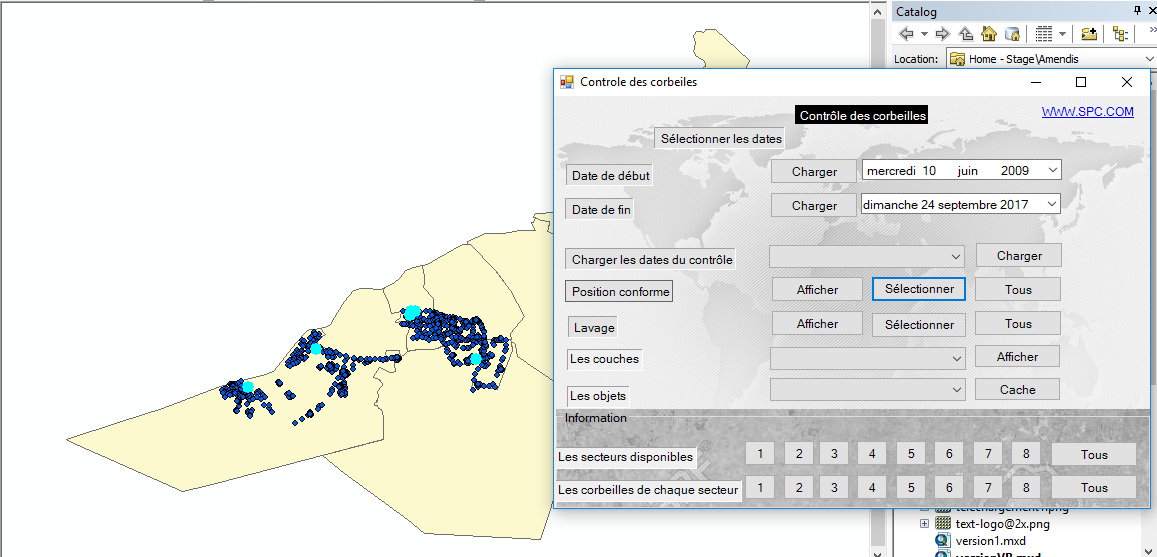 Catalog
Location: Home - Stage\Amendis
Controle des corbeiles
Contrôle des corbeilles
WWW.SPC.COM
Sélectionner les dates
Date de début Charger mercredi 10 juin 2009
Date de fin Charger dimanche 24 septembre 2017
Charger les dates du contrôle Charger
Position conforme Afficher Sélectionner Tous
Lavage Afficher Sélectionner Tous
Les couches Afficher
Les objets Cache
Information
Les secteurs disponibles 1 2 3 4 5 6 7 8 Tous
Les corbeilles de chaque secteur 1 2 3 4 5 6 7 8 Tous
text-logo@2x.png
version1.mxd